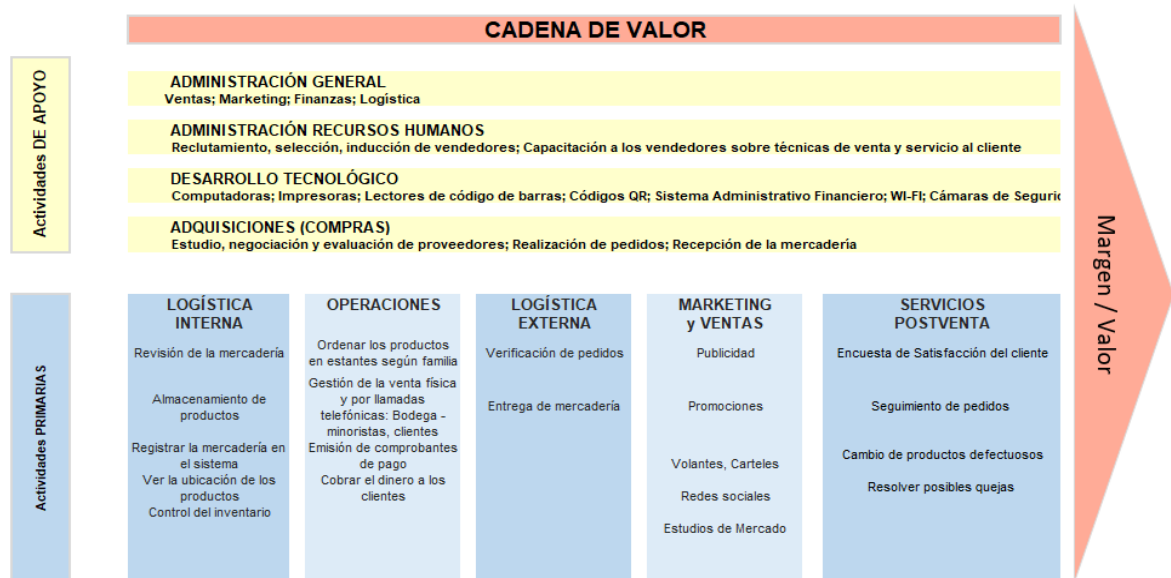 CADENA DE VALOR
Actividades DE APOYO
ADMINISTRACIÓN GENERAL
Ventas; Marketing; Finanzas; Logística
ADMINISTRACIÓN RECURSOS HUMANOS
Reclutamiento, selección, inducción de vendedores; Capacitación a los vendedores sobre técnicas de venta y servicio al cliente
DESARROLLO TECNOLÓGICO
Computadoras; Impresoras; Lectores de código de barras; Códigos QR; Sistema Administrativo Financiero; WI-FI; Cámaras de
ADQUISICIONES (COMPRAS)
Estudio, negociación y evaluación de proveedores; Realización de pedidos; Recepción de la mercadería
Margen / Valor
Actividades PRIMARIAS
LOGÍSTICA
INTERNA
Revisión de la mercadería
Almacenamiento de
productos
Registrar la mercadería en
el sistema
Ver la ubicación de los
productos
Control del inventario
OPERACIONES
Ordenar los productos
en estantes según familia
Gestión de la venta física
y por llamadas
telefónicas: Bodega -
minoristas, clientes
Emisión de comprobantes
de pago
Cobrar el dinero a los
clientes
LOGÍSTICA
EXTERNA
Verificación de pedidos
Entrega de mercadería
MARKETING
y VENTAS
Publicidad
Promociones
Volantes, Carteles
Redes sociales
Estudios de Mercado
SERVICIOS
POSTVENTA
Encuesta de Satisfacción del cliente
Seguimiento de pedidos
Cambio de productos defectuosos
Resolver posibles quejas